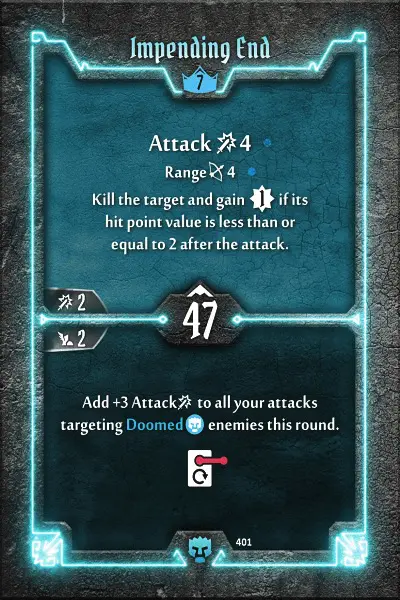 Impending End
7
Attack 4
Range 4
Kill the target and gain 1 if its
hit point value is less than or
equal to 2 after the attack.
2
47
2
Add +3 Attack to all your attacks
targeting Doomed enemies this round.
401